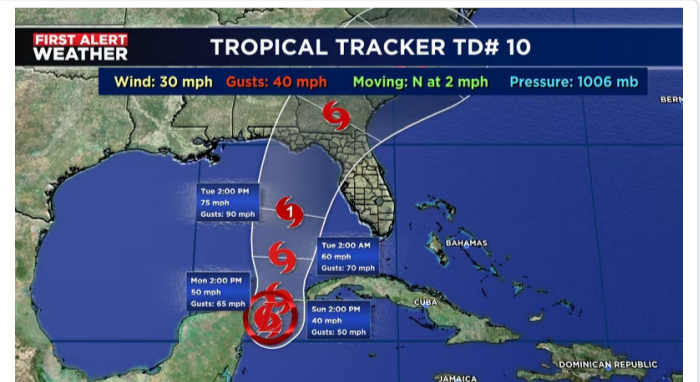 FIRST ALERT
WEATHER
TROPICAL TRACKER TD# 10
Wind: 30 mph Gusts: 40 mph Moving: N at 2 mph Pressure: 1006 mb
BERM
Tue 2:00 PM
75 mph
Gusts: 90 mph
1
Tue 2:00 AM
60 mph
Gusts: 70 mph
BAHAMAS
Mon 2:00 PM
50 mph
Gusts: 65 mph
Sun 2:00 PM
40 mph
Gusts: 50 mph
CUBA
DOMINICAN REPUBLIC
JAMAICA